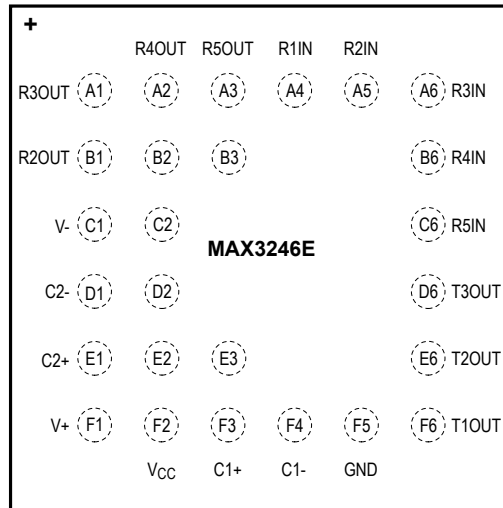 +
R4OUT R5OUT R1IN R2IN
R3OUT A1 A2 A3 A4 A5 A6 R3IN
R2OUT B1 B2 B3 B6 R4IN
V- C1 C2 C6 R5IN
MAX3246E
C2- D1 D2 D6 T3OUT
C2+ E1 E2 E3 E6 T2OUT
V+ F1 F2 F3 F4 F5 F6 T1OUT
VCC C1+ C1- GND